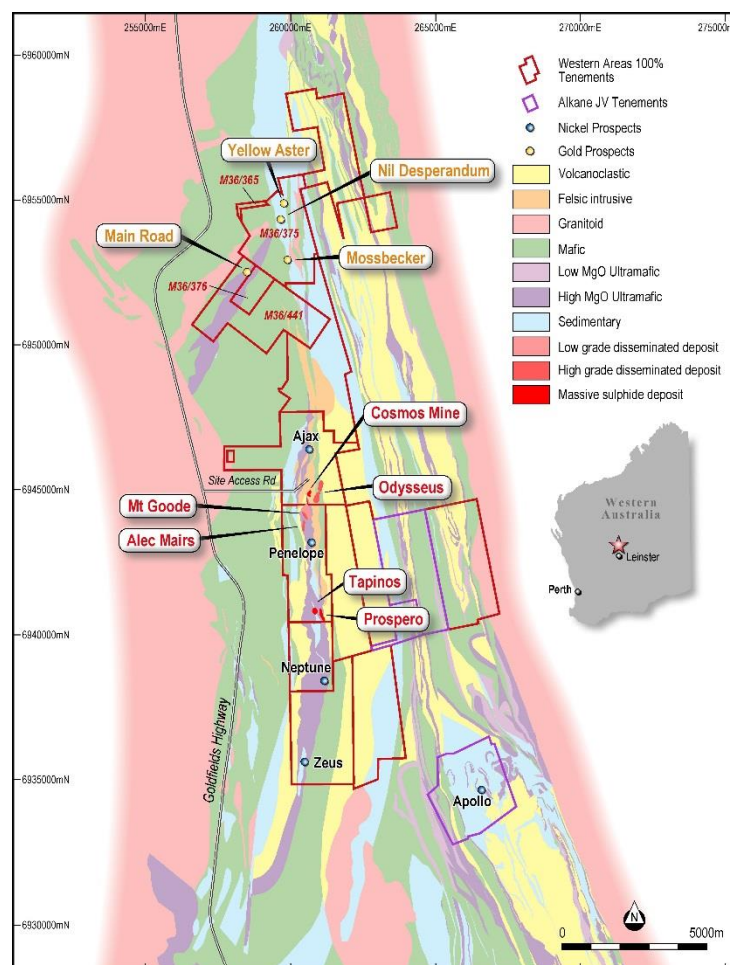 255000mE
260000mE
265000mE
270000mE
275000mE
6960000mN
6955000mN
6950000mN
6945000mN
6940000mN
6935000mN
6930000mN
Western Areas 100%
Tenements
Alkane JV Tenements
Nickel Prospects
Gold Prospects
Volcanoclastic
Felsic intrusive
Granitoid
Mafic
Low MgO Ultramafic
High MgO Ultramafic
Sedimentary
Low grade disseminated deposit
High grade disseminated deposit
Massive sulphide deposit
Yellow Aster
Nil Desperandum
M36/365
M36/375
Main Road
Mossbecker
M36/376
M36/441
Cosmos Mine
Ajax
Site Access Rd
Odysseus
Mt Goode
Alec Mairs
Penelope
Tapinos
Prospero
Neptune
Goldfields Highway
Zeus
Apollo
Western
Australia
Leinster
Perth
N
0
5000m